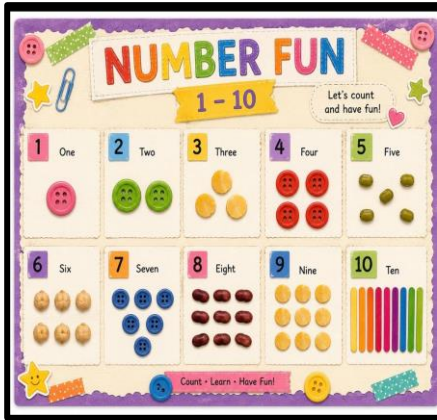 NUMBER FUN
1 – 10
Let's count
and have fun!
1 One
2 Two
3 Three
4 Four
5 Five
6 Six
7 Seven
8 Eight
9 Nine
10 Ten
Count • Learn • Have Fun!